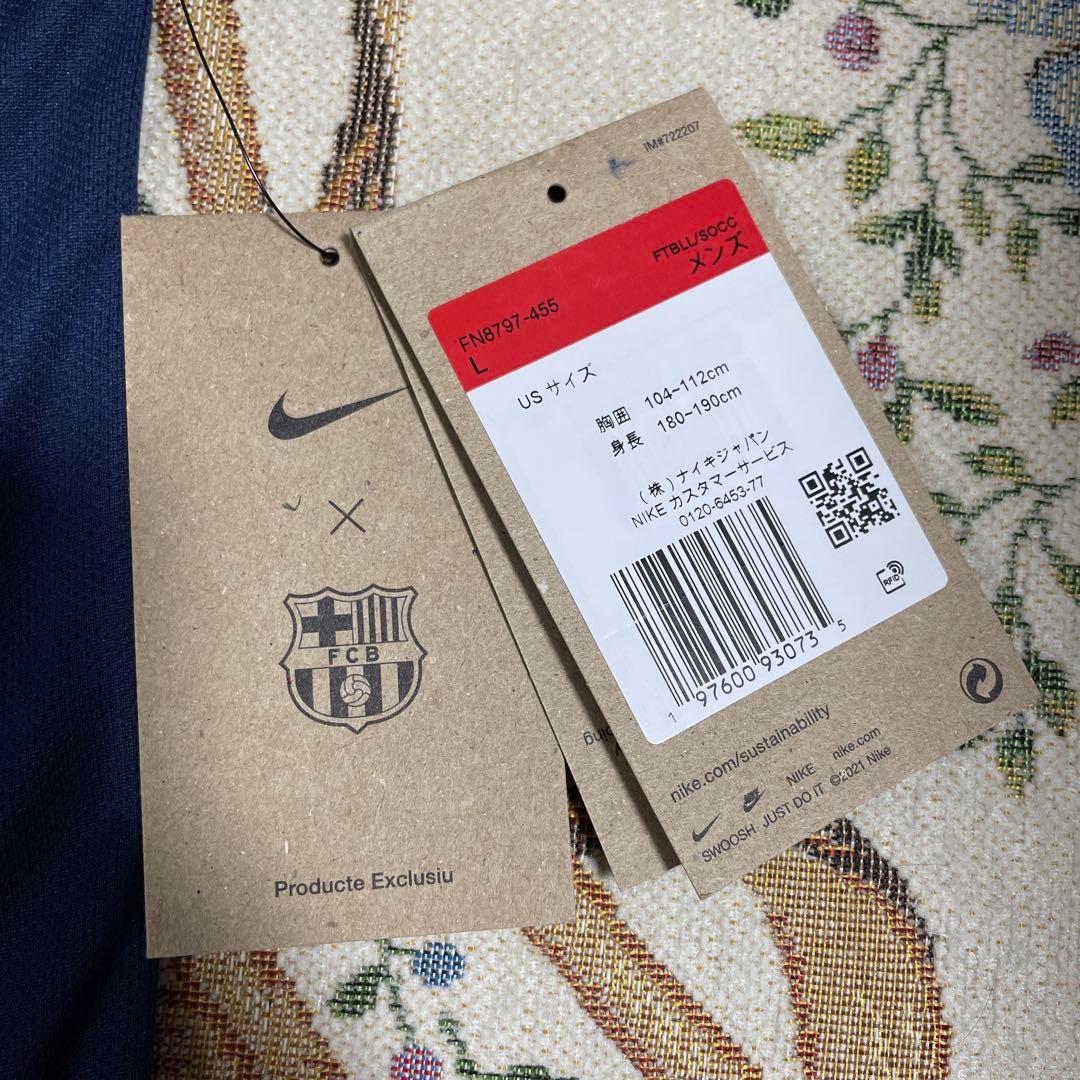 FCB
Producte Exclusiu
IM#722207
FTBLL/SOCC
メンズ
FN8797-455
L
US サイズ
胸囲 104~112cm
身長 180~190cm
(株)ナイキジャパン
NIKE カスタマーサービス
0120-6453-77
1 97600 93073 5
RFID
nike.com/sustainability
NIKE nike.com
SWOOSH JUST DO IT ©2021 Nike